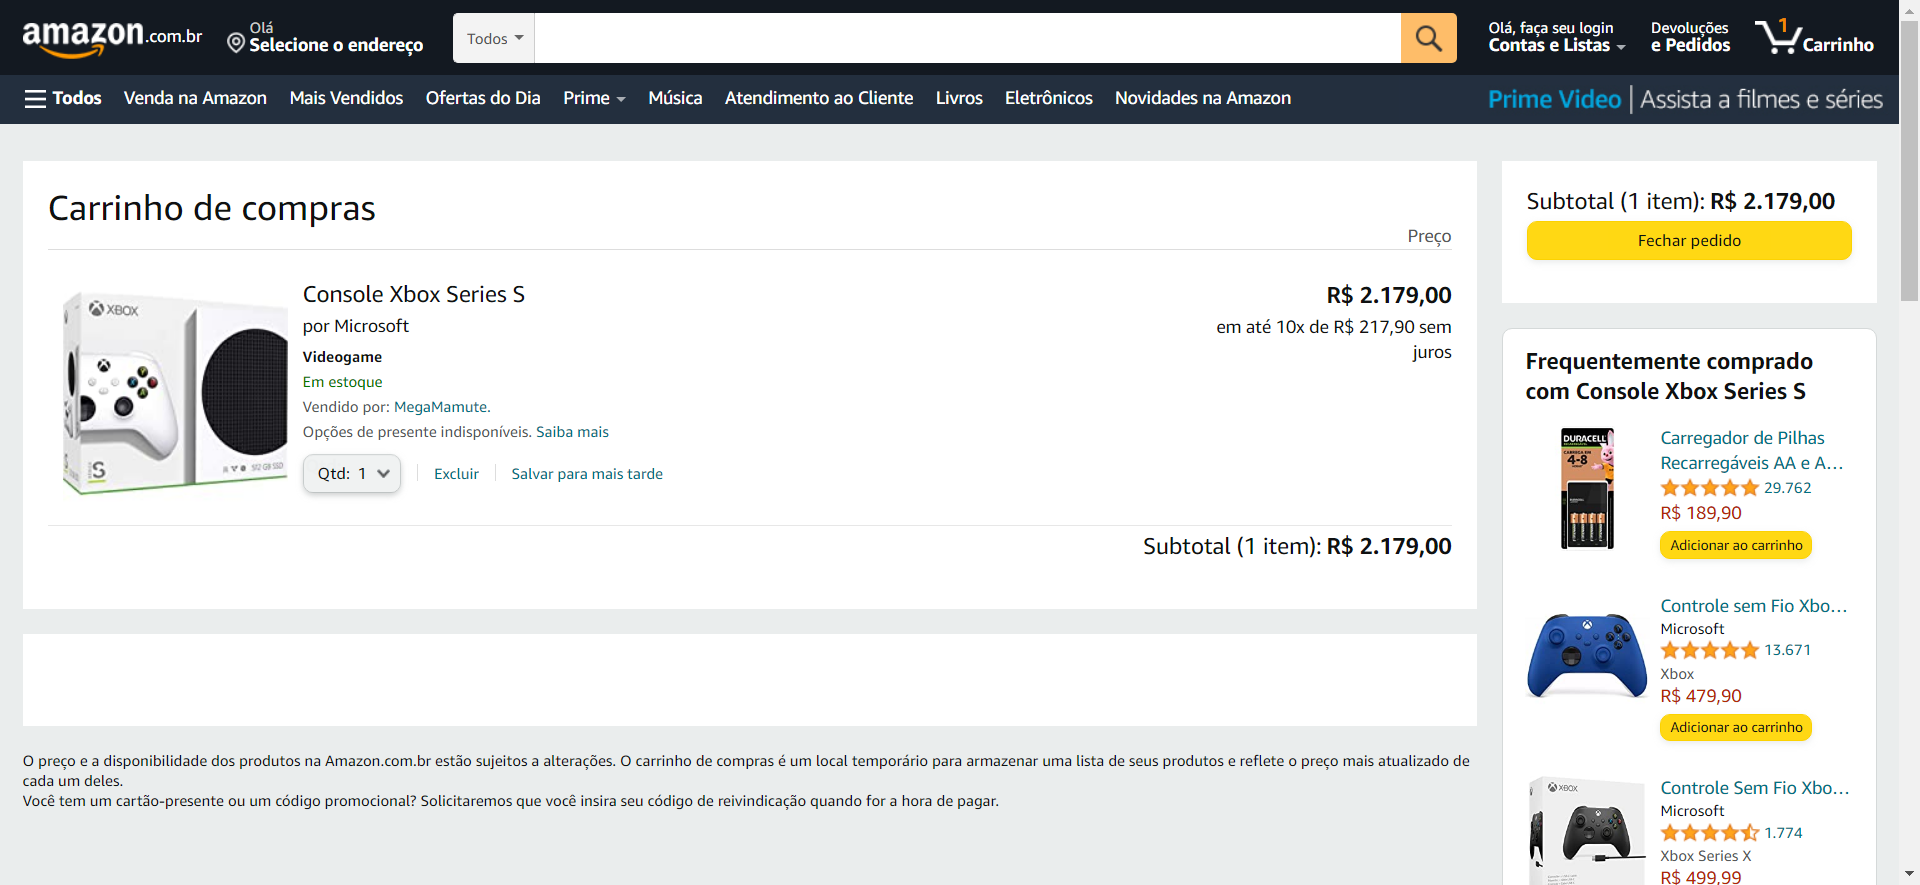 amazon.com.br
Olá
Selecione o endereço
Todos
Olá, faça seu login
Contas e Listas
Devoluções
e Pedidos
1
Carrinho
Todos
Venda na Amazon
Mais Vendidos
Ofertas do Dia
Prime
Música
Atendimento ao Cliente
Livros
Eletrônicos
Novidades na Amazon
Prime Video | Assista a filmes e séries
Carrinho de compras
Preço
XBOX
S
512 GB SSD
Console Xbox Series S
por Microsoft
Videogame
Em estoque
Vendido por: MegaMamute.
Opções de presente indisponíveis. Saiba mais
Qtd: 1
Excluir
Salvar para mais tarde
R$ 2.179,00
em até 10x de R$ 217,90 sem
juros
Subtotal (1 item): R$ 2.179,00
O preço e a disponibilidade dos produtos na Amazon.com.br estão sujeitos a alterações. O carrinho de compras é um local temporário para armazenar uma lista de seus produtos e reflete o preço mais atualizado de
cada um deles.
Você tem um cartão-presente ou um código promocional? Solicitaremos que você insira seu código de reivindicação quando for a hora de pagar.
Subtotal (1 item): R$ 2.179,00
Fechar pedido
Frequentemente comprado
com Console Xbox Series S
DURACELL
4-8
Carregador de Pilhas
Recarregáveis AA e A...
29.762
R$ 189,90
Adicionar ao carrinho
Controle sem Fio Xbo...
Microsoft
13.671
Xbox
R$ 479,90
Adicionar ao carrinho
XBOX
Controle Sem Fio Xbo...
Microsoft
1.774
Xbox Series X
R$ 499,99